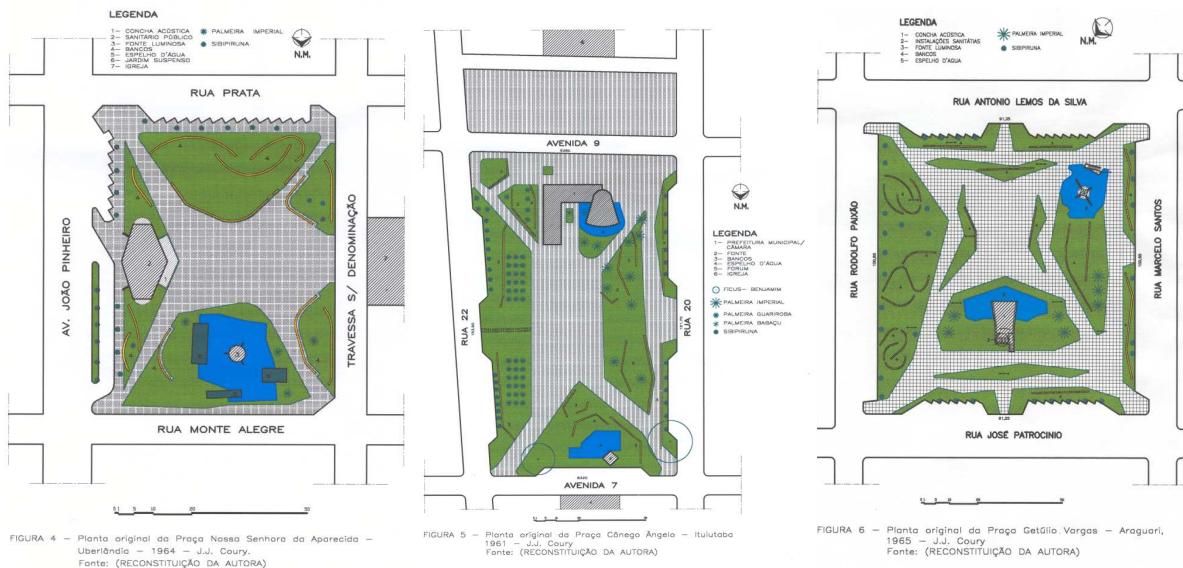 LEGENDA
1- CONCHA ACÚSTICA
2- SANITÁRIO PÚBLICO
3- FONTE LUMINOSA
4- BANCOS
5- ESPELHO D'ÁGUA
6- JARDIM SUSPENSO
7- IGREJA
PALMEIRA IMPERIAL
SIBIPIRUNA
N.M.
RUA PRATA
AV. JOÃO PINHEIRO
TRAVESSA S/ DENOMINAÇÃO
RUA MONTE ALEGRE
FIGURA 4 – Planta original da Praça Nossa Senhora da Aparecida –
Uberlândia – 1964 – J.J. Coury.
Fonte: (RECONSTITUIÇÃO DA AUTORA)
AVENIDA 9
RUA 22
RUA 20
AVENIDA 7
N.M.
LEGENDA
1- PREFEITURA MUNICIPAL/
CÂMARA
2- FONTE
3- BANCOS
4- ESPELHO D'ÁGUA
5- FORUM
6- IGREJA
FICUS- BENJAMIM
PALMEIRA IMPERIAL
PALMEIRA GUARIROBA
PALMEIRA BABAÇU
SIBIPIRUNA
FIGURA 5 – Planta original da Praça Cônego Ângelo – Ituiutaba
1961 – J.J. Coury
Fonte: (RECONSTITUIÇÃO DA AUTORA)
LEGENDA
1- CONCHA ACÚSTICA
2- INSTALAÇÕES SANITÁTIAS
3- FONTE LUMINOSA
4- BANCOS
5- ESPELHO D'AGUA
PALMEIRA IMPERIAL
SIBIPIRUNA
N.M.
RUA ANTONIO LEMOS DA SILVA
91,25
RUA RODOLFO PAIXÃO
RUA MARCELO SANTOS
91,25
RUA JOSÉ PATROCINIO
FIGURA 6 – Planta original da Praça Getúlio Vargas – Araguari,
1965 – J.J. Coury
Fonte: (RECONSTITUIÇÃO DA AUTORA)